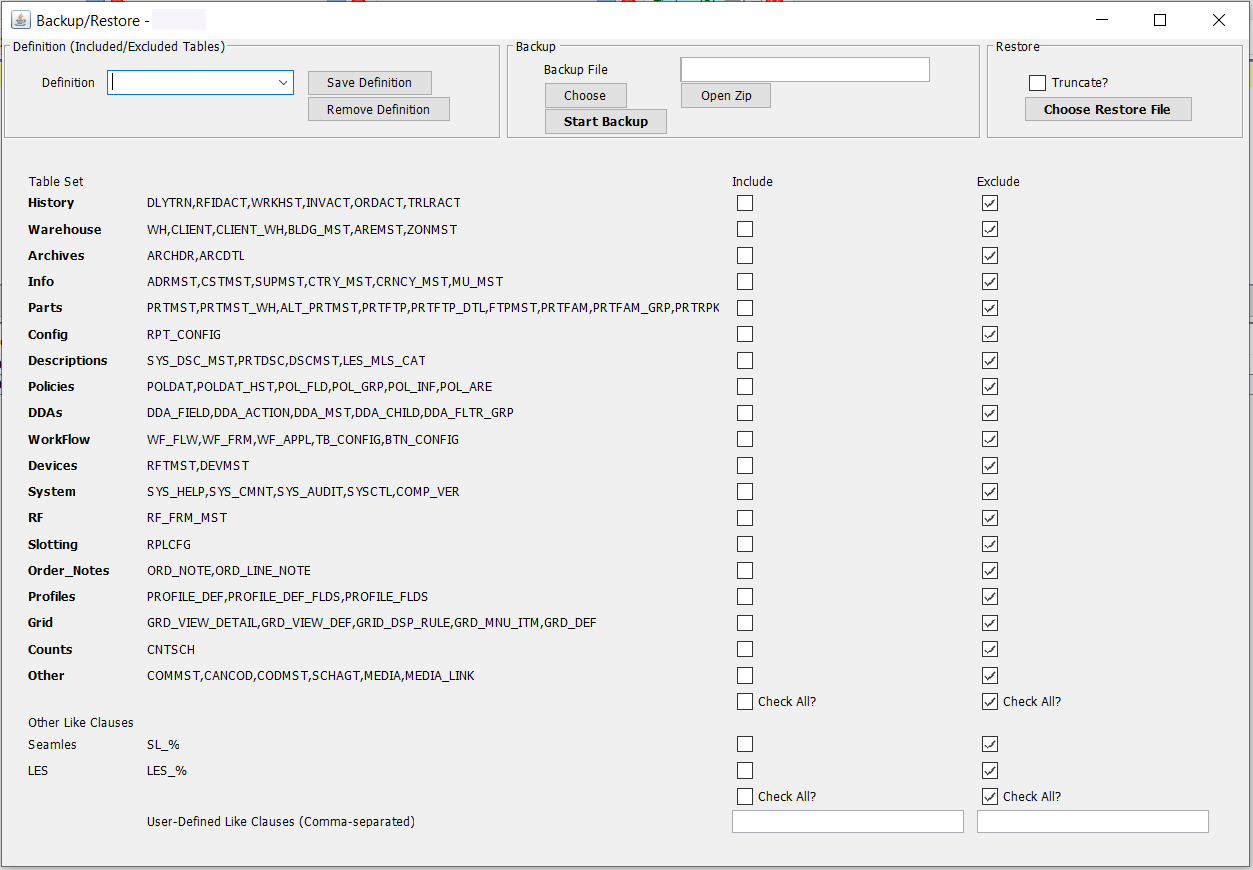 Backup/Restore -
Definition (Included/Excluded Tables)
Definition
Save Definition
Remove Definition
Backup
Backup File
Choose
Open Zip
Start Backup
Restore
Truncate?
Choose Restore File
Table Set Include Exclude
History DLYTRN,RFIDACT,WRKHST,INVACT,ORDACT,TRLRACT
Warehouse WH,CLIENT,CLIENT_WH,BLDG_MST,AREMST,ZONMST
Archives ARCHDR,ARCDTL
Info ADRMST,CSTMST,SUPMST,CTRY_MST,CRNCY_MST,MU_MST
Parts PRTMST,PRTMST_WH,ALT_PRTMST,PRTFTP,PRTFTP_DTL,FTPMST,PRTFAM,PRTFAM_GRP,PRTRPK
Config RPT_CONFIG
Descriptions SYS_DSC_MST,PRTDSC,DSCMST,LES_MLS_CAT
Policies POLDAT,POLDAT_HST,POL_FLD,POL_GRP,POL_INF,POL_ARE
DDAs DDA_FIELD,DDA_ACTION,DDA_MST,DDA_CHILD,DDA_FLTR_GRP
WorkFlow WF_FLW,WF_FRM,WF_APPL,TB_CONFIG,BTN_CONFIG
Devices RFTMST,DEVMST
System SYS_HELP,SYS_CMNT,SYS_AUDIT,SYSCTL,COMP_VER
RF RF_FRM_MST
Slotting RPLCFG
Order_Notes ORD_NOTE,ORD_LINE_NOTE
Profiles PROFILE_DEF,PROFILE_DEF_FLDS,PROFILE_FLDS
Grid GRD_VIEW_DETAIL,GRD_VIEW_DEF,GRID_DSP_RULE,GRD_MNU_ITM,GRD_DEF
Counts CNTSCH
Other COMMST,CANCOD,CODMST,SCHAGT,MEDIA,MEDIA_LINK
Check All? Check All?
Other Like Clauses
Seamles SL_%
LES LES_%
Check All? Check All?
User-Defined Like Clauses (Comma-separated)